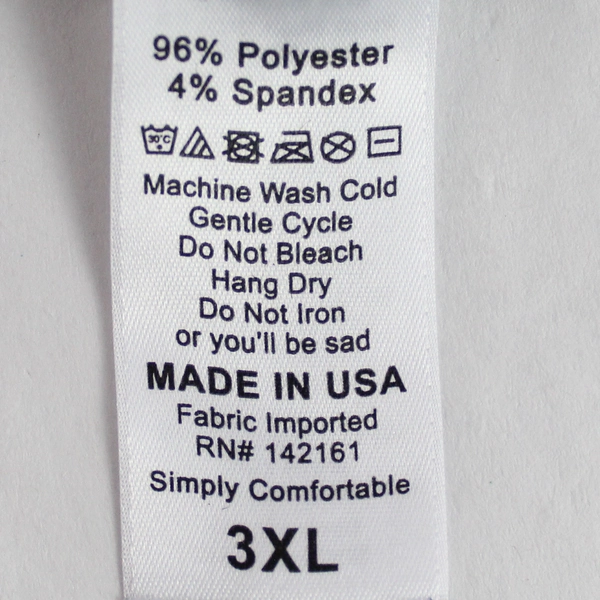 96% Polyester
4% Spandex
30°C
Machine Wash Cold
Gentle Cycle
Do Not Bleach
Hang Dry
Do Not Iron
or you'll be sad
MADE IN USA
Fabric Imported
RN# 142161
Simply Comfortable
3XL